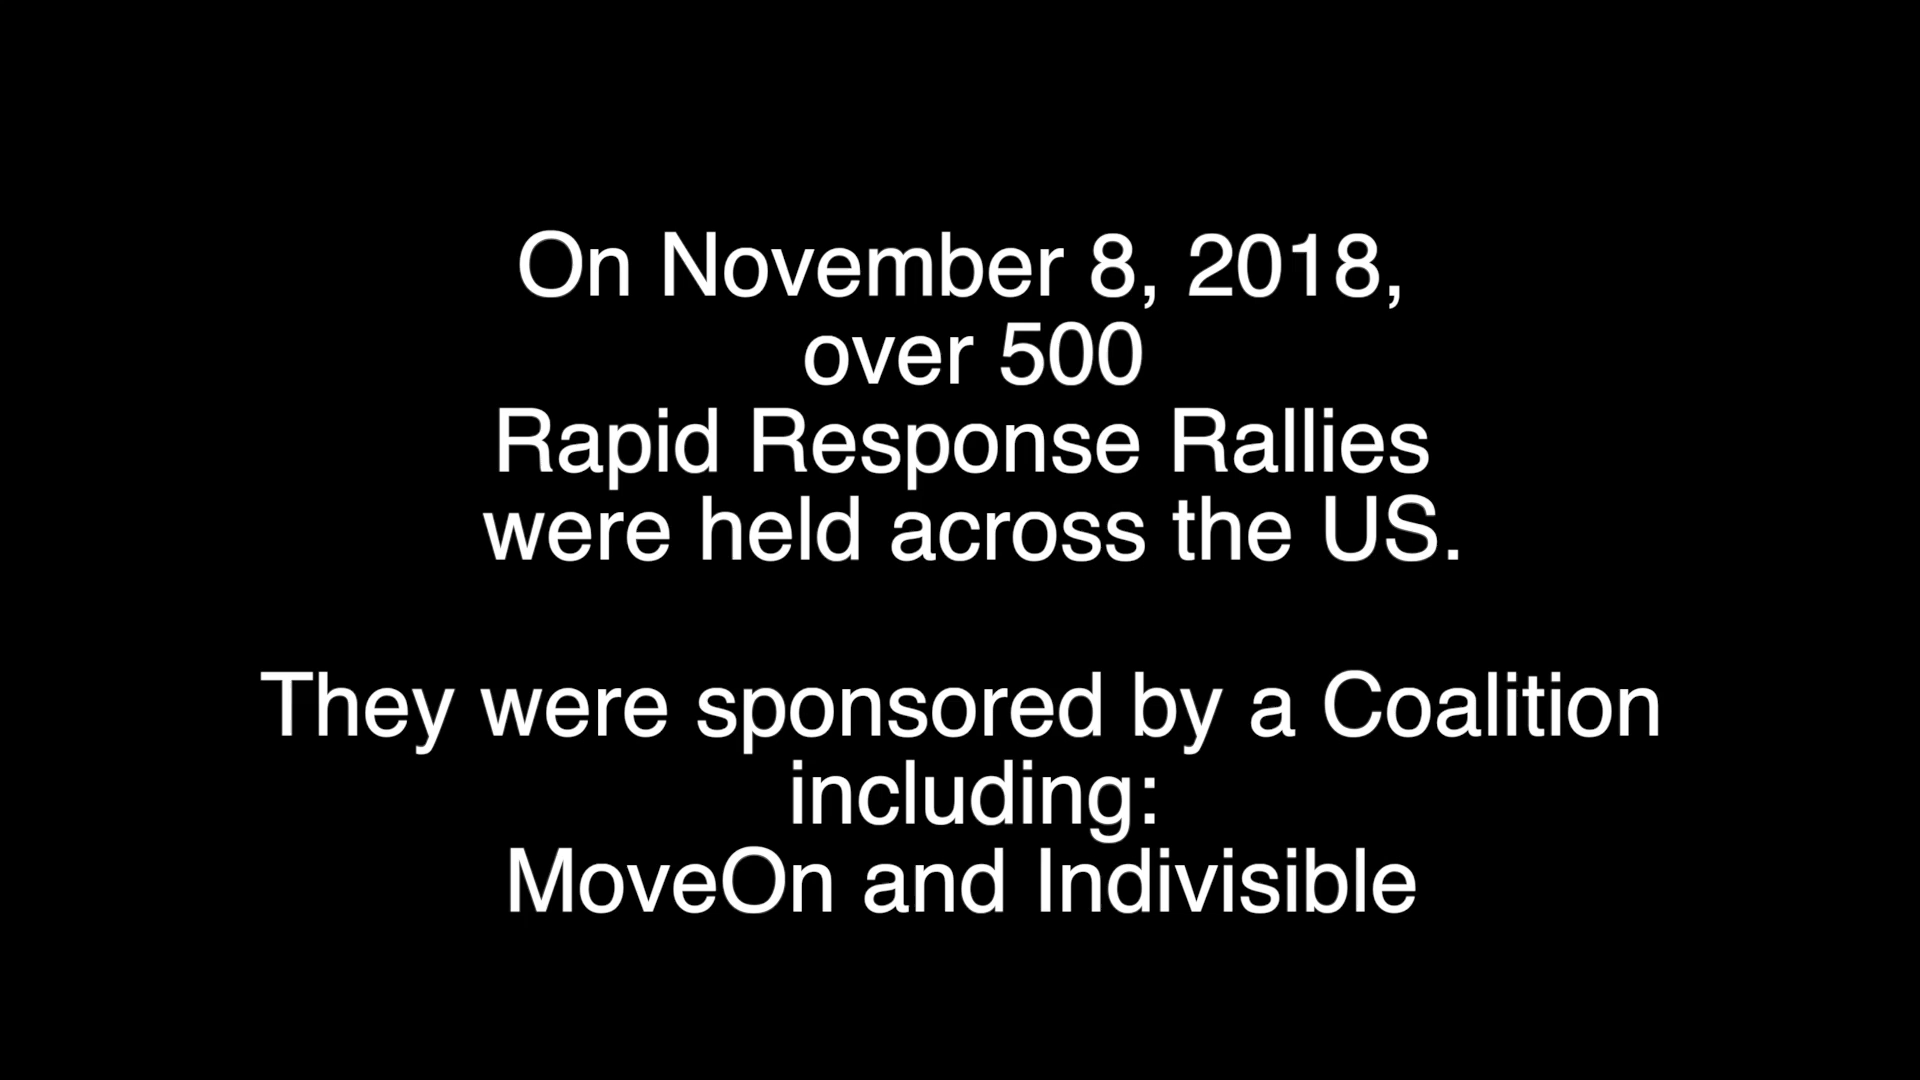 On November 8, 2018,
over 500
Rapid Response Rallies
were held across the US.
They were sponsored by a Coalition
including:
MoveOn and Indivisible